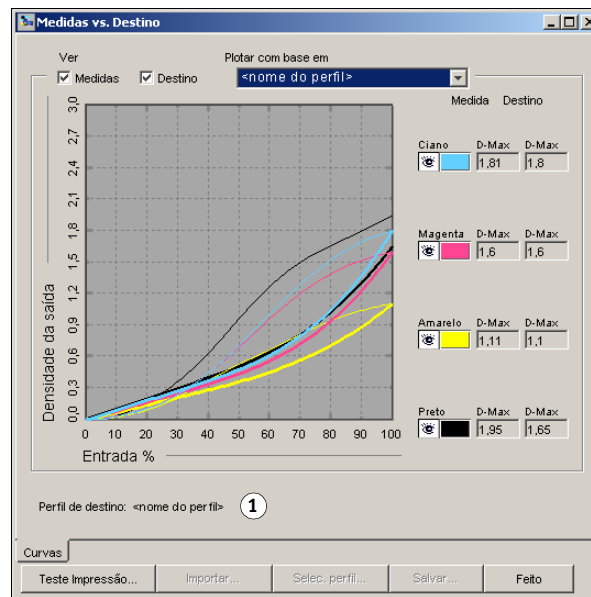 Medidas vs. Destino
Ver
Plotar com base em
Medidas
Destino
<nome do perfil>
Medida Destino
3,0
2,7
2,4
2,1
1,8
1,5
1,2
0,9
0,6
0,3
0,0
Densidade da saída
0 10 20 30 40 50 60 70 80 90 100
Entrada %
Ciano D-Max D-Max
1,81 1,8
Magenta D-Max D-Max
1,6 1,6
Amarelo D-Max D-Max
1,11 1,1
Preto D-Max D-Max
1,95 1,65
Perfil de destino: <nome do perfil> 1
Curvas
Teste Impressão... Importar... Selec. perfil... Salvar... Feito